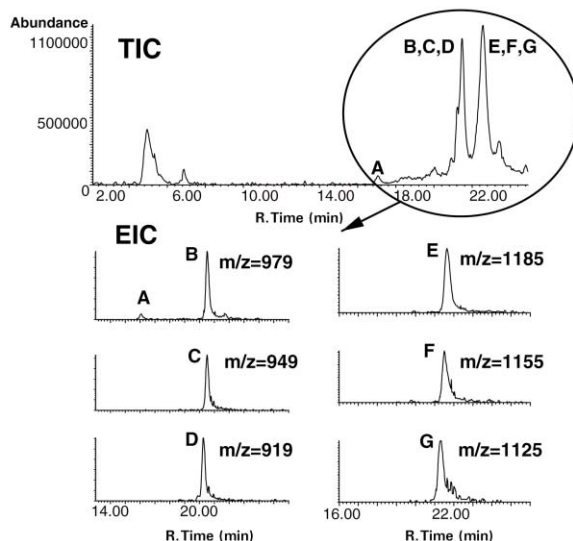 Abundance
1100000
TIC
B,C,D E,F,G
500000
A
0
2.00 6.00 10.00 14.00 18.00 22.00
R.Time (min)
EIC
B m/z=979
A
E m/z=1185
C m/z=949
F m/z=1155
D m/z=919
G m/z=1125
14.00 20.00
16.00 22.00
R.Time (min)
R.Time (min)